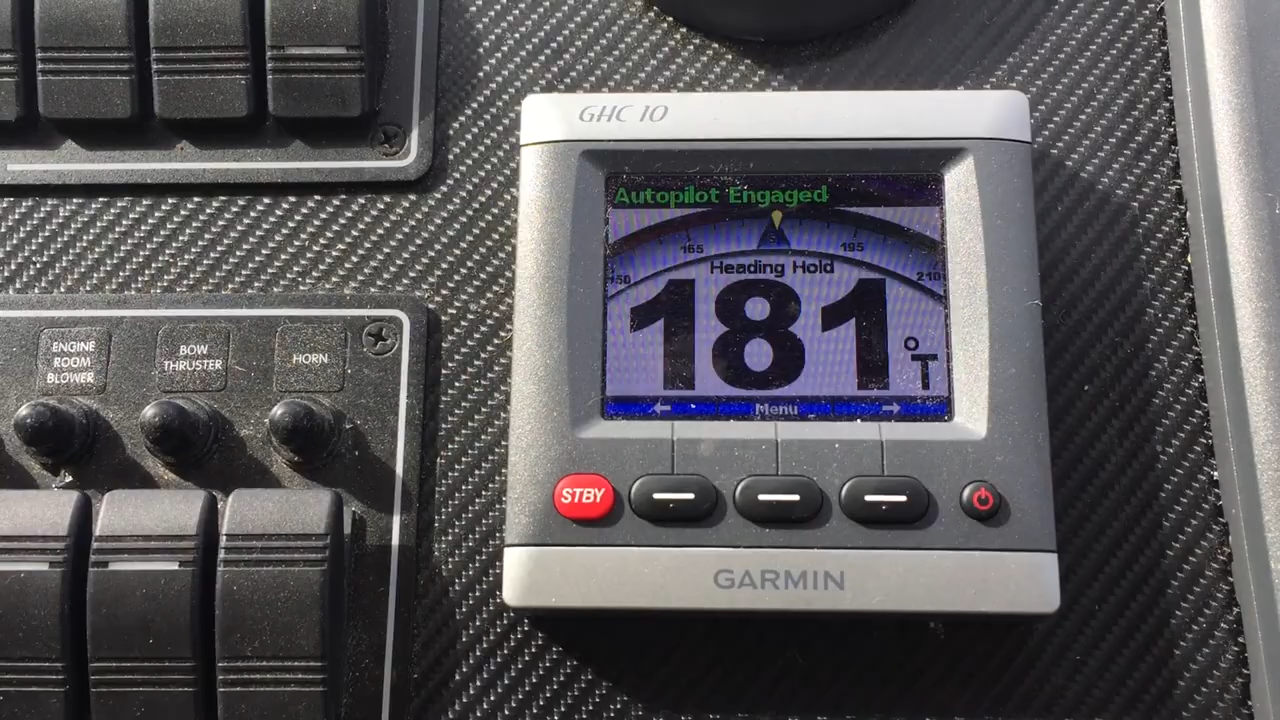 GHC 10
Autopilot Engaged
S
165
195
150
210
Heading Hold
181°T
← Menu →
ENGINE
ROOM
BLOWER
BOW
THRUSTER
HORN
STBY
GARMIN